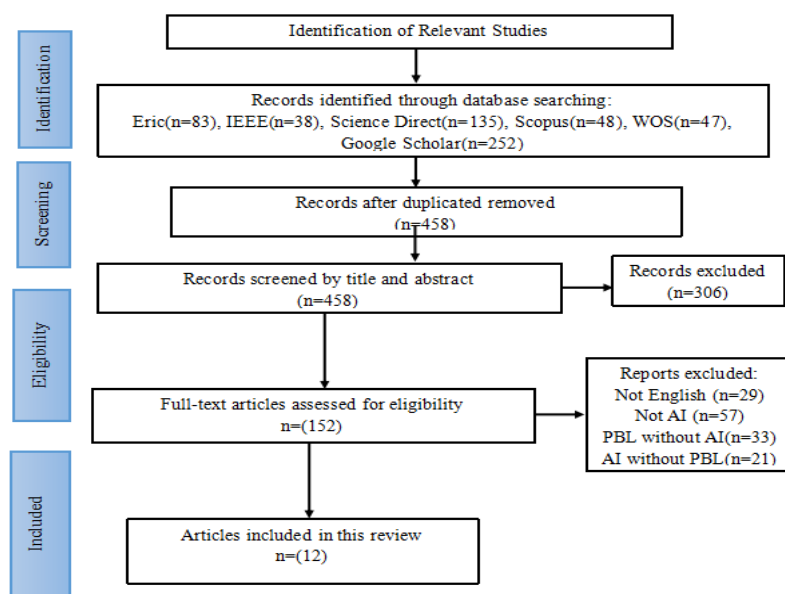 Identification
Screening
Eligibility
Included
Identification of Relevant Studies
Records identified through database searching:
Eric(n=83), IEEE(n=38), Science Direct(n=135), Scopus(n=48), WOS(n=47),
Google Scholar(n=252)
Records after duplicated removed
(n=458)
Records screened by title and abstract
(n=458)
Records excluded
(n=306)
Full-text articles assessed for eligibility
n=(152)
Reports excluded:
Not English (n=29)
Not AI (n=57)
PBL without AI(n=33)
AI without PBL(n=21)
Articles included in this review
n=(12)